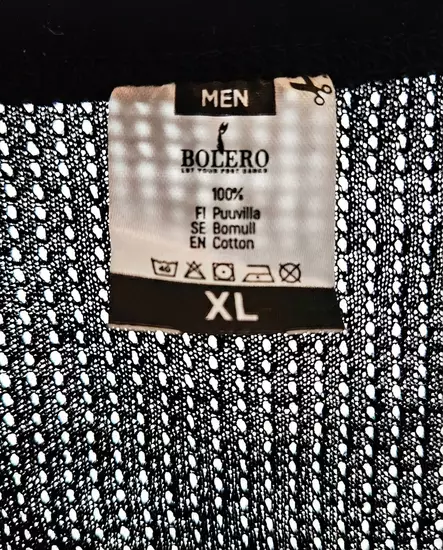 MEN
BOLERO
LET YOUR FEET DANCE
100%
FI Puuvilla
SE Bomull
EN Cotton
40
XL